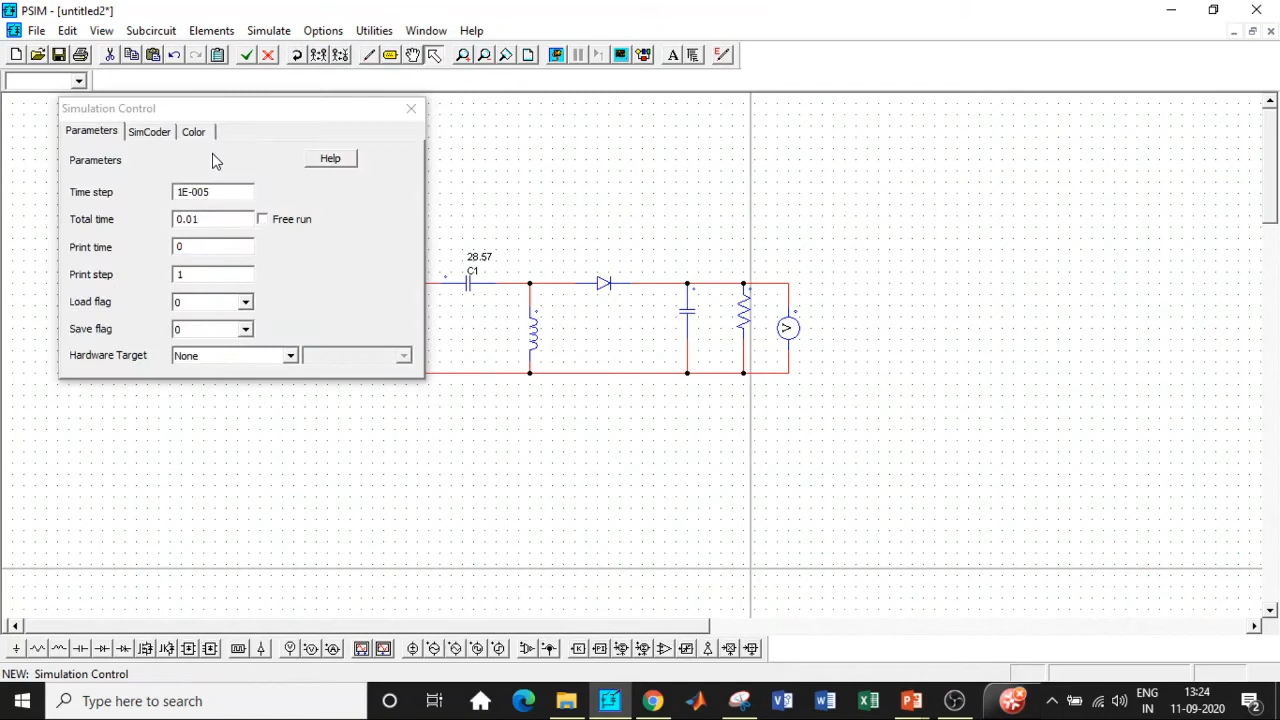 PSIM - [untitled2*]
File Edit View Subcircuit Elements Simulate Options Utilities Window Help
Simulation Control
Parameters SimCoder Color
Parameters Help
Time step 1E-005
Total time 0.01 Free run
Print time 0
Print step 1
Load flag 0
Save flag 0
Hardware Target None
28.57
C1
NEW: Simulation Control
Type here to search
ENG 13:24
IN 11-09-2020
2